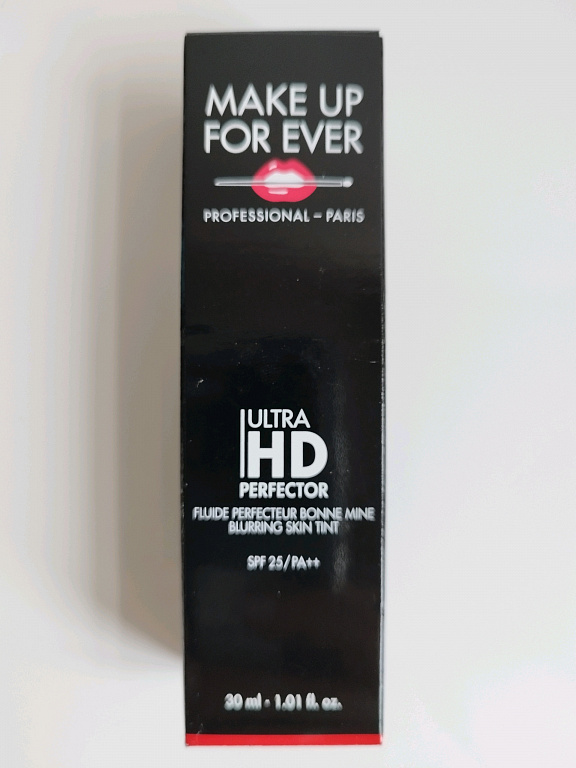 MAKE UP
FOR EVER
PROFESSIONAL – PARIS
ULTRA
HD
PERFECTOR
FLUIDE PERFECTEUR BONNE MINE
BLURRING SKIN TINT
SPF 25/PA++
30 ml - 1.01 fl. oz.